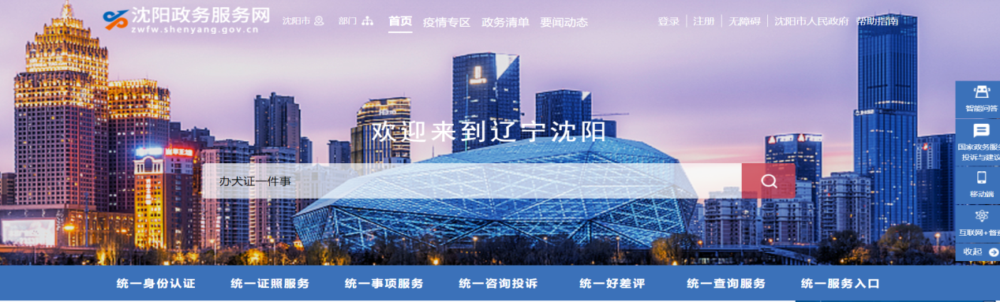 沈阳政务服务网
zwfw.shenyang.gov.cn
沈阳市 部门 首页 疫情专区 政务清单 要闻动态
登录 注册 无障碍 沈阳市人民政府 帮助指南
欢迎来到辽宁沈阳
办犬证一件事
智能问答
国家政务服务
投诉与建议
移动端
互联网+督
收起
统一身份认证 统一证照服务 统一事项服务 统一咨询投诉 统一好差评 统一查询服务 统一服务入口